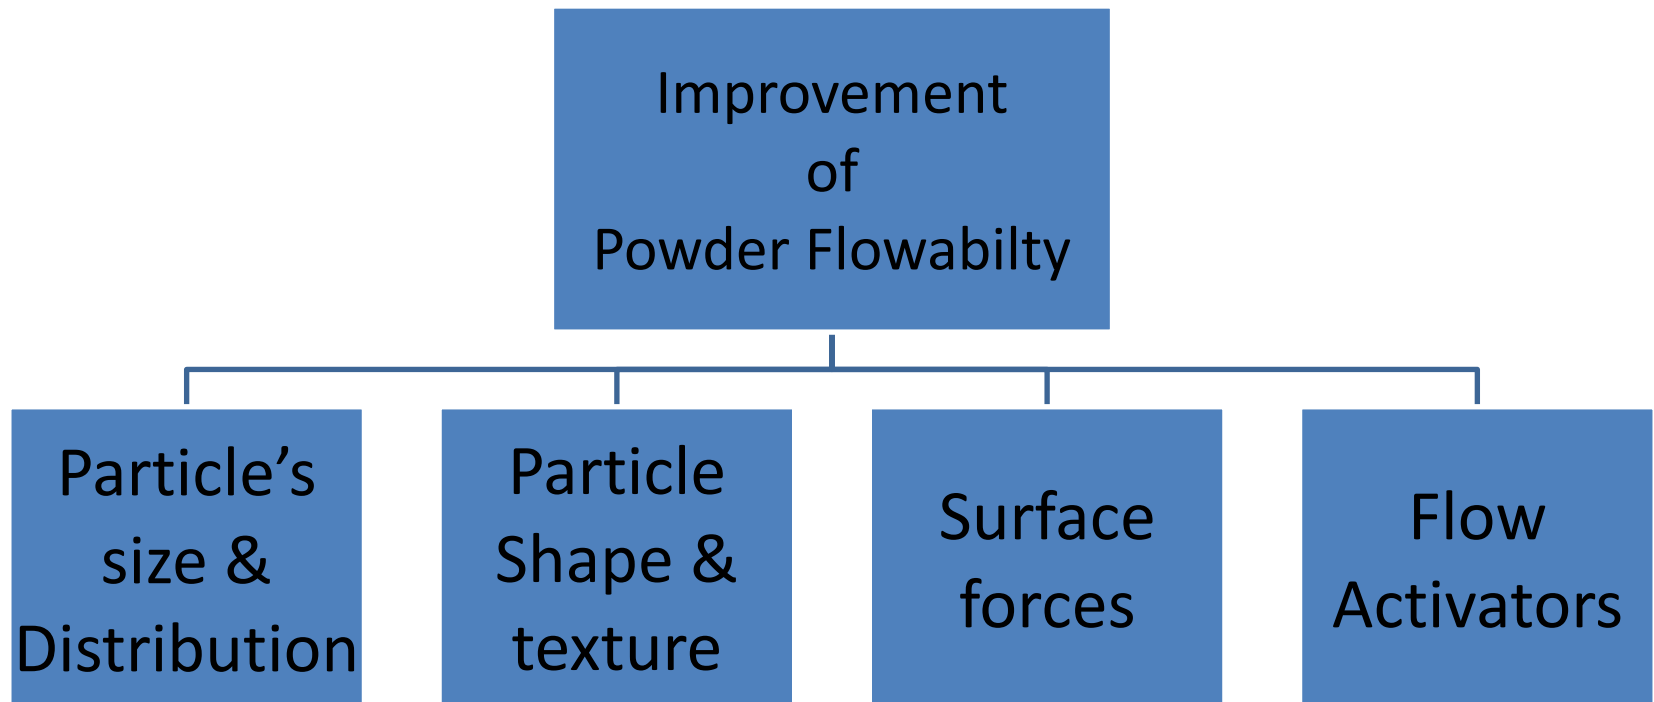 Improvement
of
Powder Flowabilty
Particle’s
size &
Distribution
Particle
Shape &
texture
Surface
forces
Flow
Activators